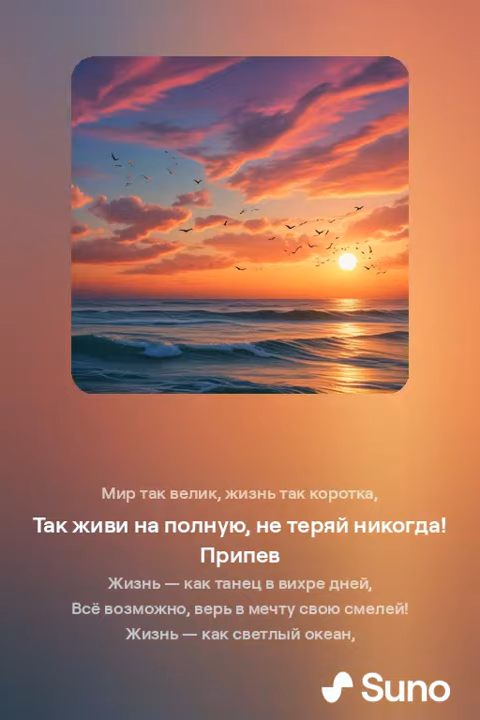 Мир так велик, жизнь так коротка,
Так живи на полную, не теряй никогда!
Припев
Жизнь — как танец в вихре дней,
Всё возможно, верь в мечту свою смелей!
Жизнь — как светлый океан,
Suno